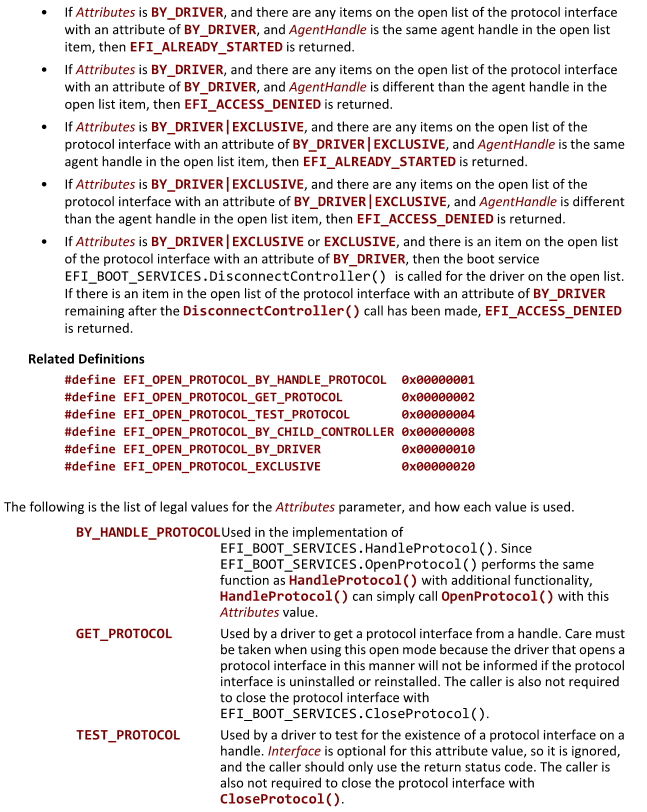 • If Attributes is BY_DRIVER, and there are any items on the open list of the protocol interface
with an attribute of BY_DRIVER, and AgentHandle is the same agent handle in the open list
item, then EFI_ALREADY_STARTED is returned.
• If Attributes is BY_DRIVER, and there are any items on the open list of the protocol interface
with an attribute of BY_DRIVER, and AgentHandle is different than the agent handle in the
open list item, then EFI_ACCESS_DENIED is returned.
• If Attributes is BY_DRIVER|EXCLUSIVE, and there are any items on the open list of the
protocol interface with an attribute of BY_DRIVER|EXCLUSIVE, and AgentHandle is the same
agent handle in the open list item, then EFI_ALREADY_STARTED is returned.
• If Attributes is BY_DRIVER|EXCLUSIVE, and there are any items on the open list of the
protocol interface with an attribute of BY_DRIVER|EXCLUSIVE, and AgentHandle is different
than the agent handle in the open list item, then EFI_ACCESS_DENIED is returned.
• If Attributes is BY_DRIVER|EXCLUSIVE or EXCLUSIVE, and there is an item on the open list
of the protocol interface with an attribute of BY_DRIVER, then the boot service
EFI_BOOT_SERVICES.DisconnectController() is called for the driver on the open list.
If there is an item in the open list of the protocol interface with an attribute of BY_DRIVER
remaining after the DisconnectController() call has been made, EFI_ACCESS_DENIED
is returned.
Related Definitions
#define EFI_OPEN_PROTOCOL_BY_HANDLE_PROTOCOL 0x00000001
#define EFI_OPEN_PROTOCOL_GET_PROTOCOL 0x00000002
#define EFI_OPEN_PROTOCOL_TEST_PROTOCOL 0x00000004
#define EFI_OPEN_PROTOCOL_BY_CHILD_CONTROLLER 0x00000008
#define EFI_OPEN_PROTOCOL_BY_DRIVER 0x00000010
#define EFI_OPEN_PROTOCOL_EXCLUSIVE 0x00000020
The following is the list of legal values for the Attributes parameter, and how each value is used.
BY_HANDLE_PROTOCOL Used in the implementation of
EFI_BOOT_SERVICES.HandleProtocol(). Since
EFI_BOOT_SERVICES.OpenProtocol() performs the same
function as HandleProtocol() with additional functionality,
HandleProtocol() can simply call OpenProtocol() with this
Attributes value.
GET_PROTOCOL Used by a driver to get a protocol interface from a handle. Care must
be taken when using this open mode because the driver that opens a
protocol interface in this manner will not be informed if the protocol
interface is uninstalled or reinstalled. The caller is also not required
to close the protocol interface with
EFI_BOOT_SERVICES.CloseProtocol().
TEST_PROTOCOL Used by a driver to test for the existence of a protocol interface on a
handle. Interface is optional for this attribute value, so it is ignored,
and the caller should only use the return status code. The caller is
also not required to close the protocol interface with
CloseProtocol().